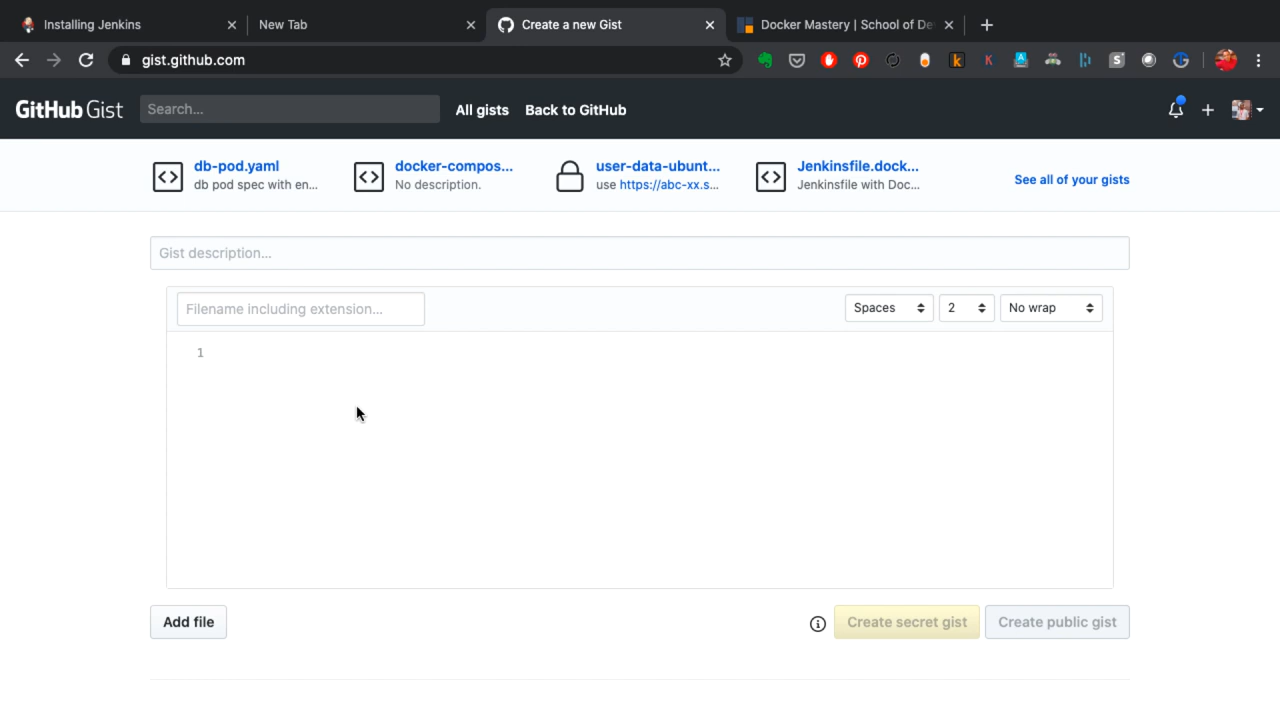 Installing Jenkins
New Tab
Create a new Gist
Docker Mastery | School of De
gist.github.com
GitHub Gist
Search...
All gists
Back to GitHub
db-pod.yaml
db pod spec with en...
docker-compos...
No description.
user-data-ubunt...
use https://abc-xx.s...
Jenkinsfile.dock...
Jenkinsfile with Doc...
See all of your gists
Gist description...
Filename including extension...
Spaces
2
No wrap
1
Add file
Create secret gist
Create public gist